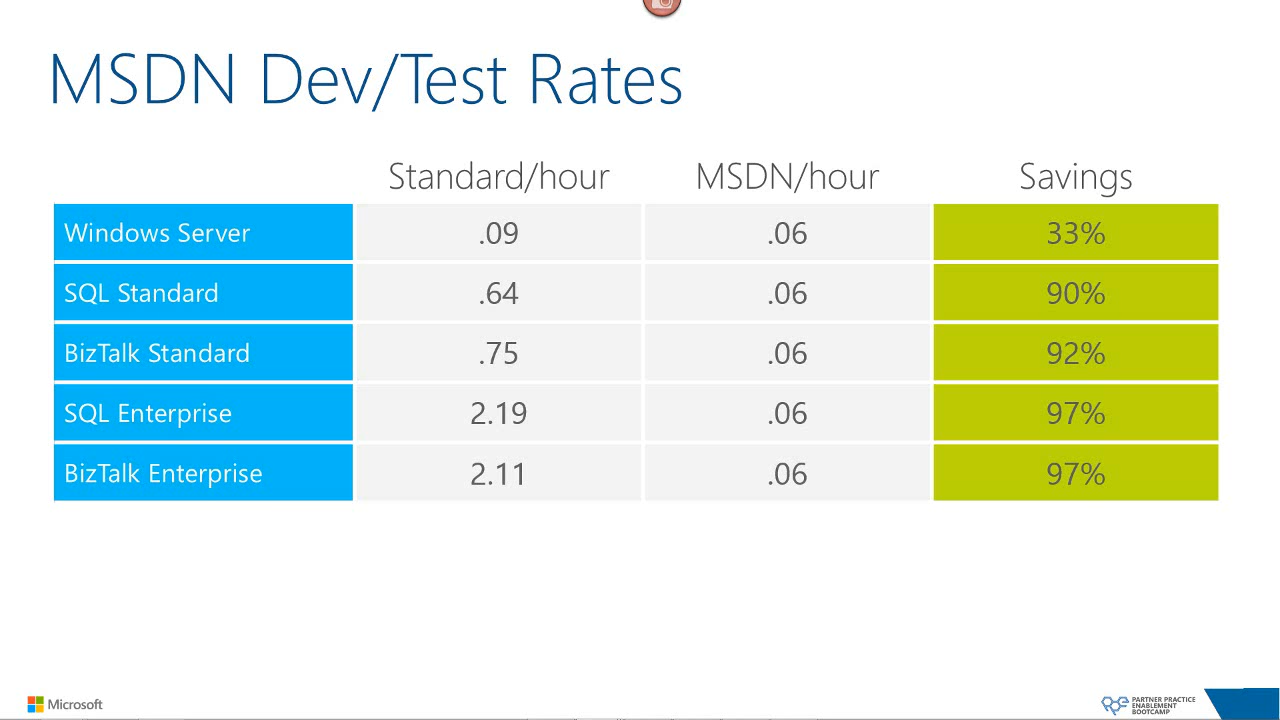 MSDN Dev/Test Rates
Standard/hour MSDN/hour Savings
Windows Server .09 .06 33%
SQL Standard .64 .06 90%
BizTalk Standard .75 .06 92%
SQL Enterprise 2.19 .06 97%
BizTalk Enterprise 2.11 .06 97%
Microsoft
PARTNER PRACTICE
ENABLEMENT
BOOTCAMP